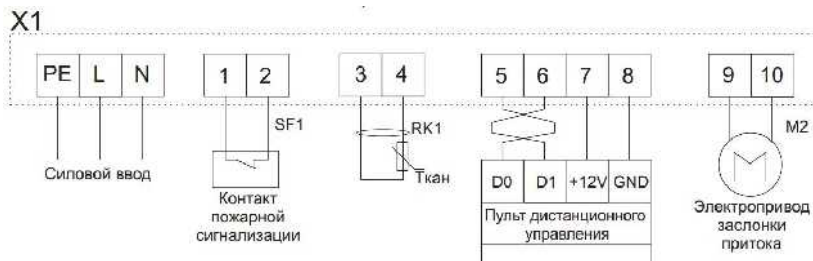 X1
PE L N 1 2 3 4 5 6 7 8 9 10
SF1 RK1 M2
Силовой ввод
Контакт
пожарной
сигнализации
Tкан
D0 D1 +12V GND
Пульт дистанционного
управления
Электропривод
заслонки
притока